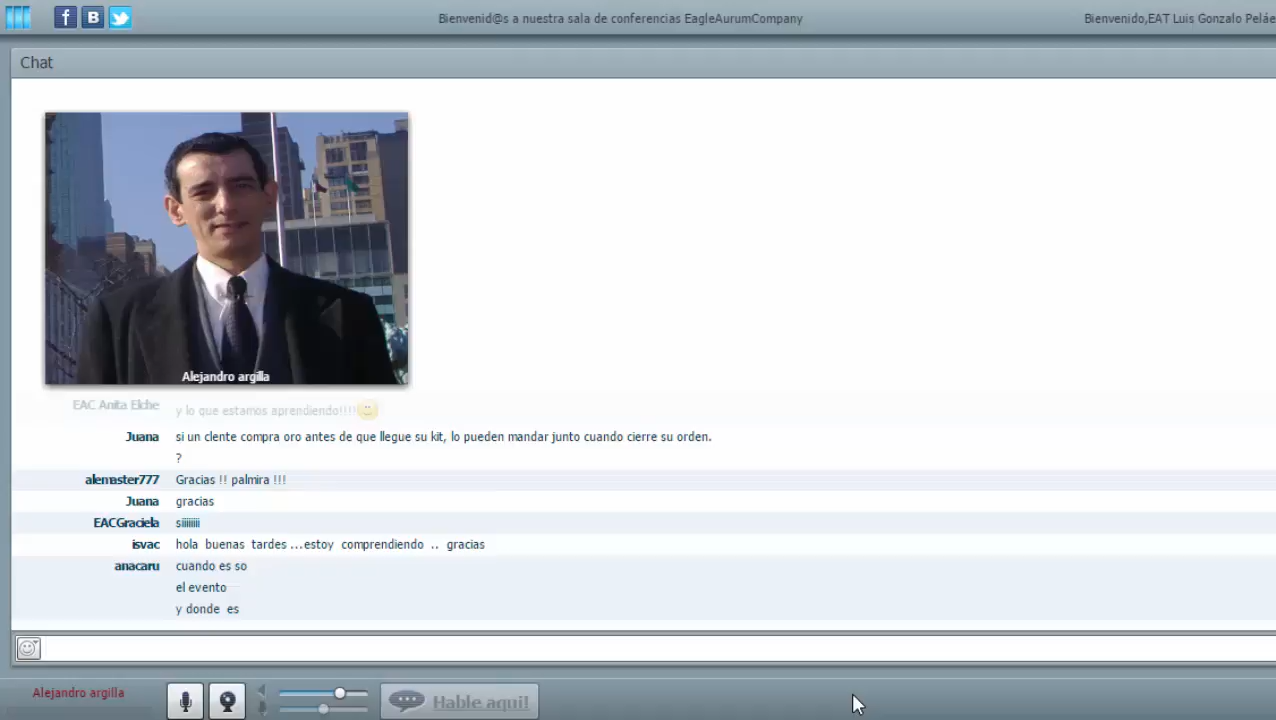 f B
Bienvenid@s a nuestra sala de conferencias EagleAurumCompany
Bienvenido,EAT Luis Gonzalo Peláe
Chat
Alejandro argilla
EAC Anita Elche y lo que estamos aprendiendo!!!!
Juana si un clente compra oro antes de que llegue su kit, lo pueden mandar junto cuando cierre su orden.
?
alemaster777 Gracias !! palmira !!!
Juana gracias
EACGraciela siiiiiiiii
isvac hola buenas tardes ...estoy comprendiendo .. gracias
anacaru cuando es so
el evento
y donde es
Alejandro argilla
Hable aqui!